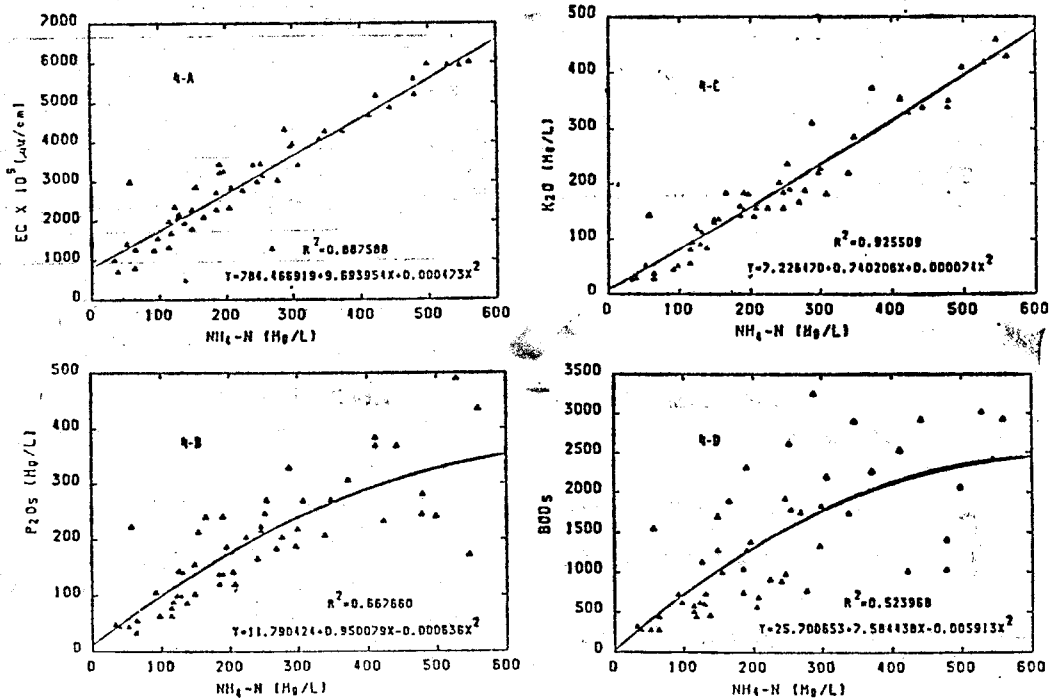 4-A
EC X 10⁵ (μʊ/cm)
7000
6000
5000
4000
3000
2000
1000
0
R²=0.887588
Y=784.466919+9.693954X+0.000473X²
0 100 200 300 400 500 600
NH₄-N (Mg/L)
4-C
K₂O (Mg/L)
500
400
300
200
100
0
R²=0.925509
Y=7.226470+0.740206X+0.000074X²
0 100 200 300 400 500 600
NH₄-N (Mg/L)
4-B
P₂O₅ (Mg/L)
500
400
300
200
100
0
R²=0.667660
Y=11.790424+0.950079X-0.000636X²
0 100 200 300 400 500 600
NH₄-N (Mg/L)
4-D
BOD₅
3500
3000
2500
2000
1500
1000
500
0
R²=0.523968
Y=25.700653+7.584438X-0.005913X²
0 100 200 300 400 500 600
NH₄-N (Mg/L)